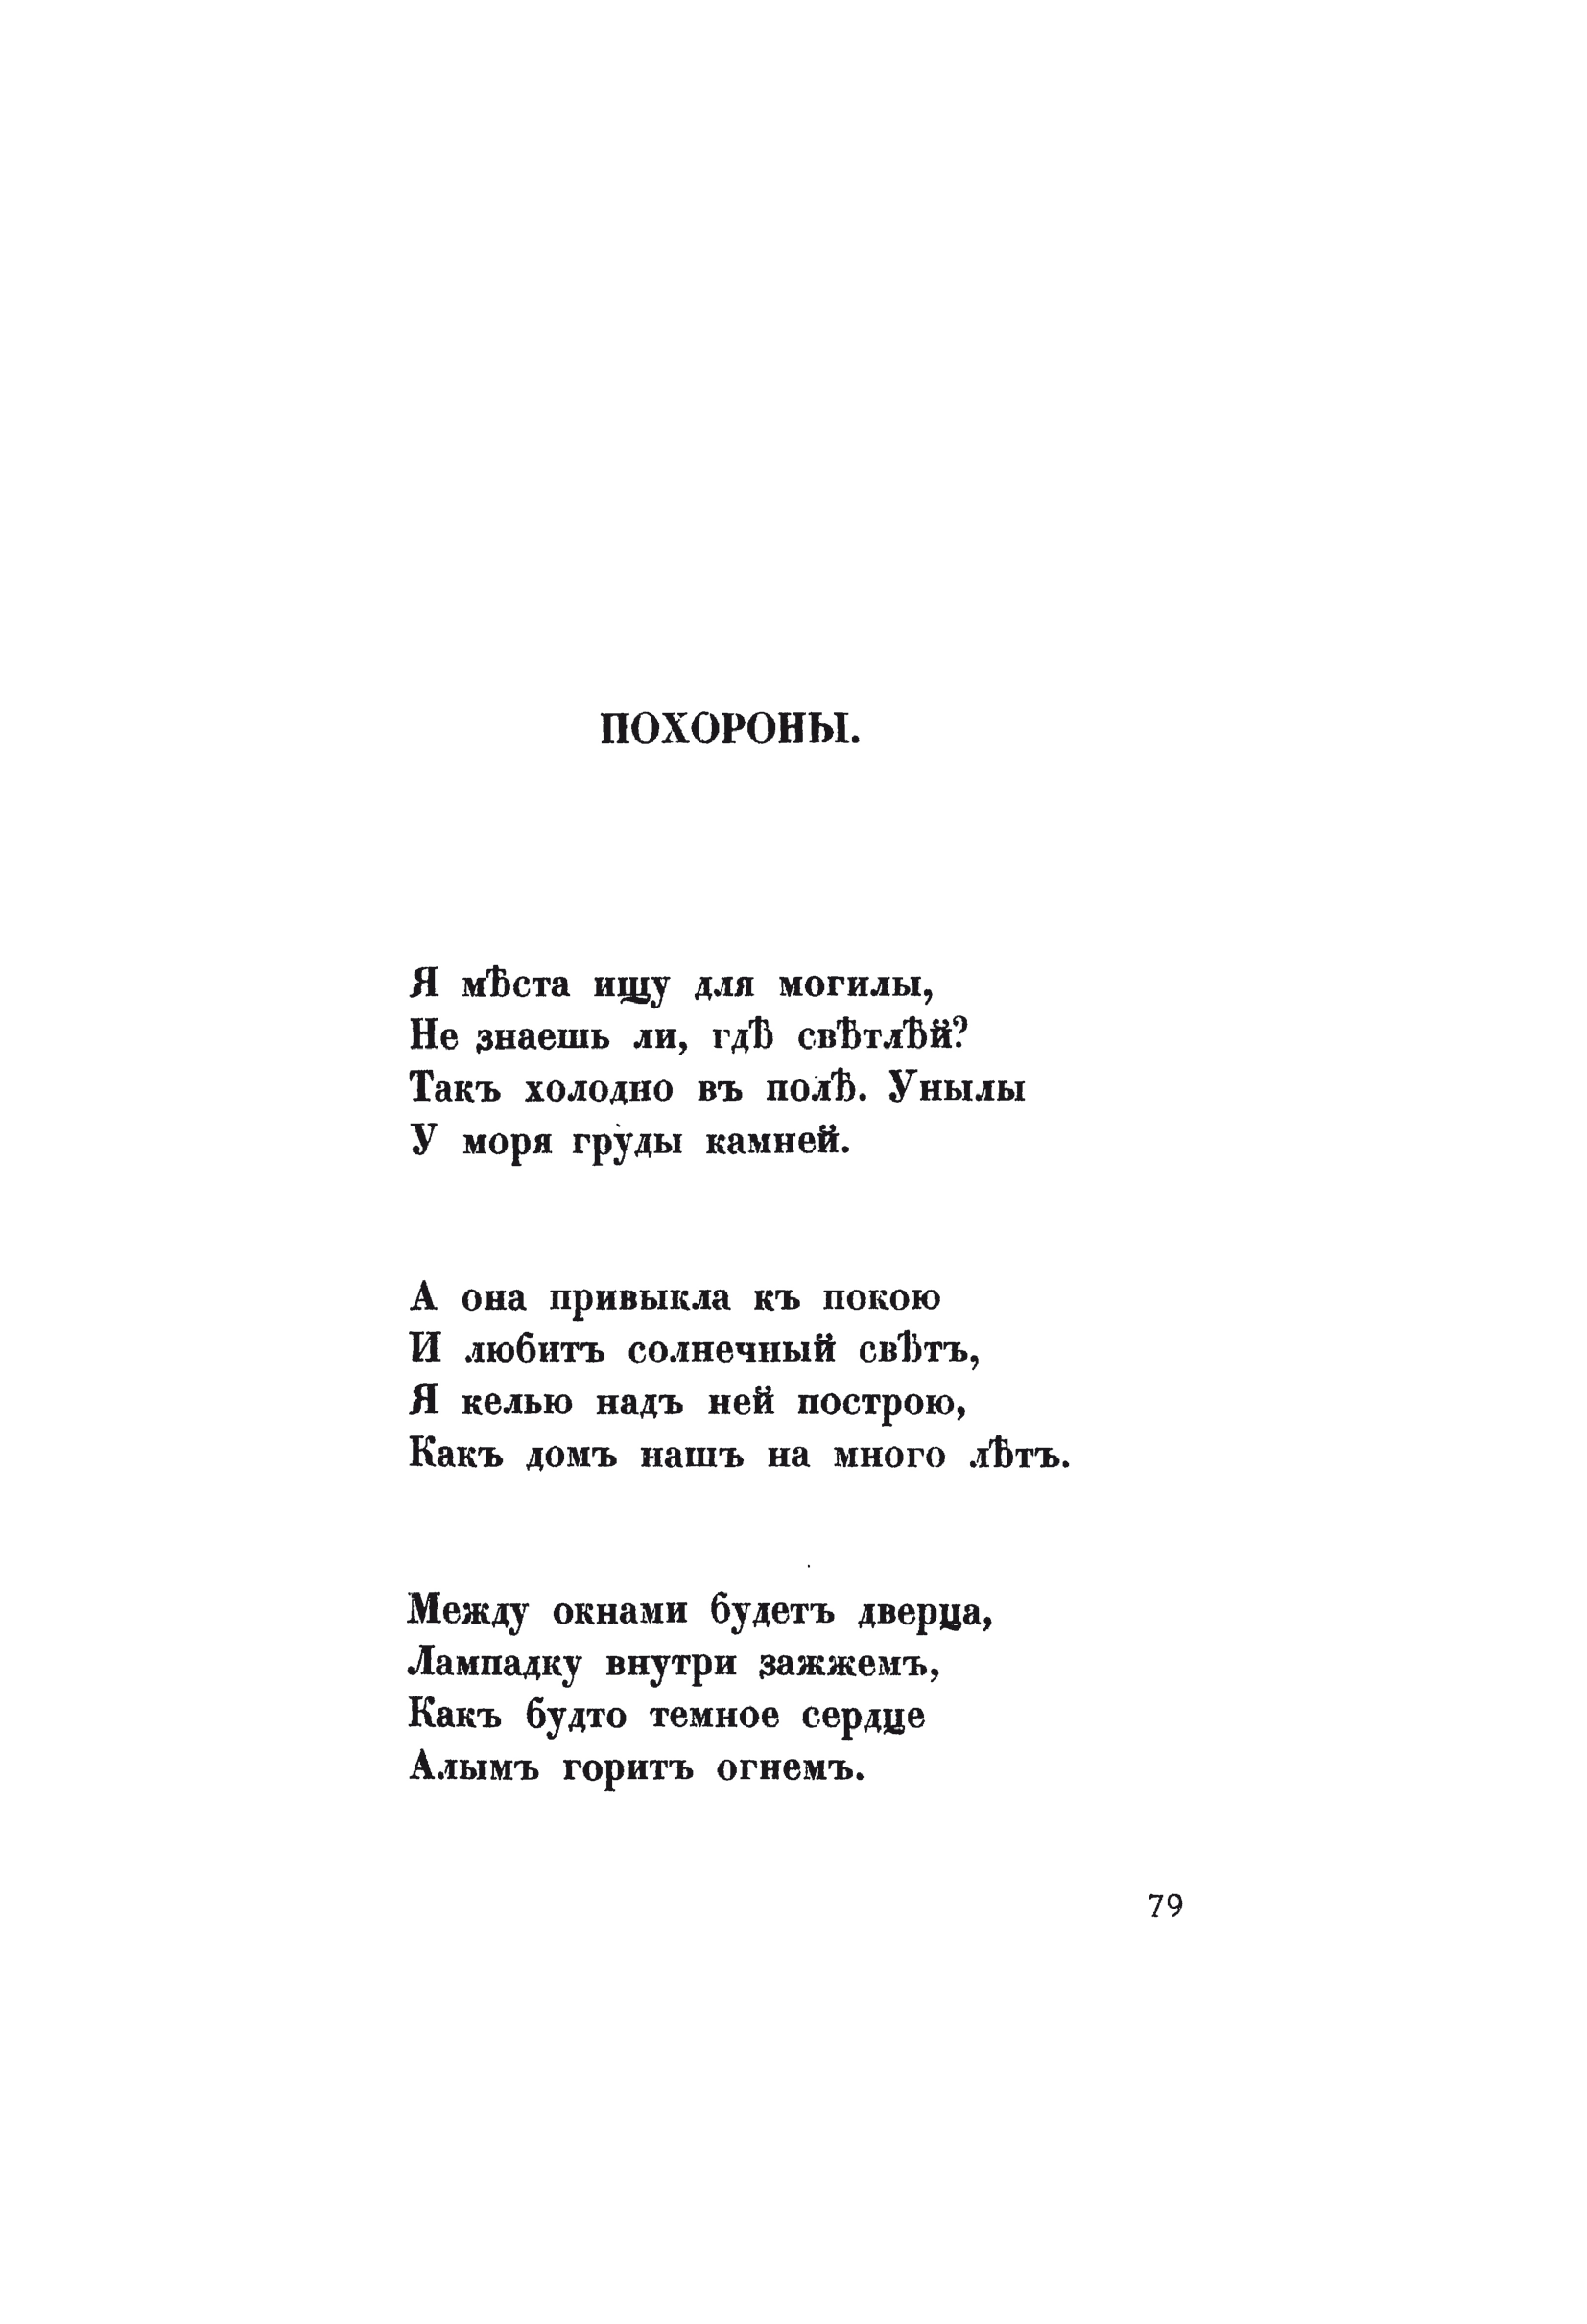 ПОХОРОНЫ.
Я мѣста ищу для могилы,
Не знаешь ли, гдѣ свѣтлѣй?
Такъ холодно въ полѣ. Унылы
У моря груды камней.
А она привыкла къ покою
И любитъ солнечный свѣтъ,
Я келью надъ ней построю,
Какъ домъ нашъ на много лѣтъ.
Между окнами будетъ дверца,
Лампадку внутри зажжемъ,
Какъ будто темное сердце
Алымъ горитъ огнемъ.
79